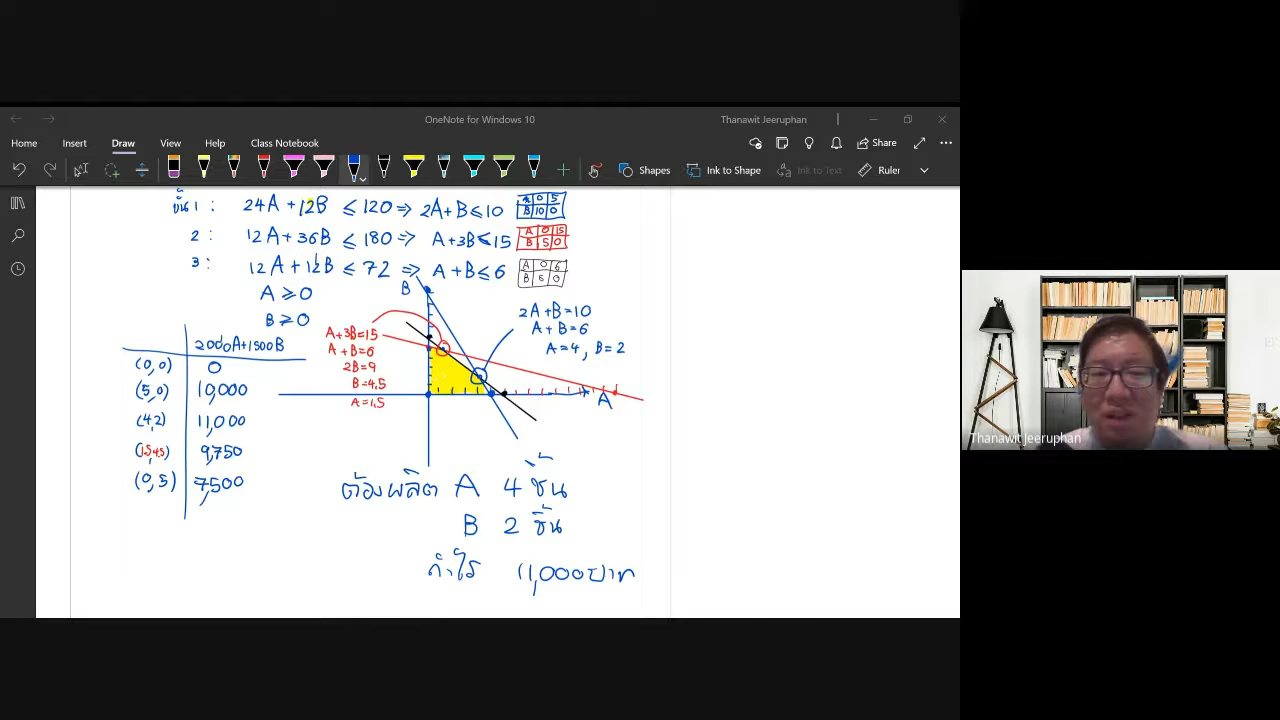 OneNote for Windows 10
Thanawit Jeeruphan
Home Insert Draw View Help Class Notebook
Share
Shapes Ink to Shape Ink to Text Ruler
ขั้น 1 : 24A + 12B ≤ 120 ⇒ 2A+B ≤ 10
A 0 5
B 10 0
2 : 12A + 36B ≤ 180 ⇒ A+3B ≤ 15
A 0 15
B 5 0
3 : 12A + 12B ≤ 72 ⇒ A+B ≤ 6
A 0 6
B 6 0
A ≥ 0
B ≥ 0
B
A
2A+B=10
A+B=6
A=4, B=2
A+3B=15
A+B=6
2B=9
B=4.5
A=1.5
2000A+1500B
(0,0) 0
(5,0) 10,000
(4,2) 11,000
(1.5,4.5) 9,750
(0,5) 7,500
ต้องผลิต A 4 ชิ้น
B 2 ชิ้น
กำไร 11,000 บาท
Thanawit Jeeruphan